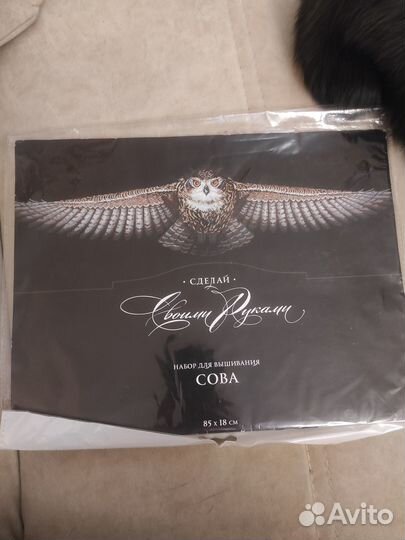 · СДЕЛАЙ ·
Своими Руками
НАБОР ДЛЯ ВЫШИВАНИЯ
СОВА
85 x 18 см
Avito